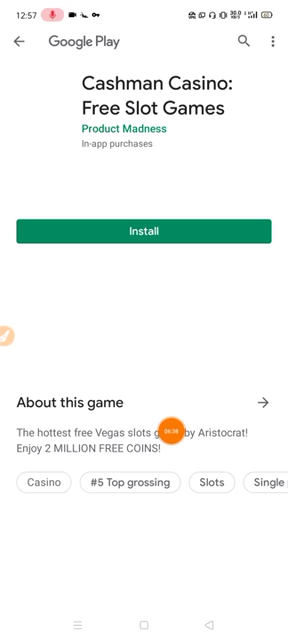 12:57
Google Play
Cashman Casino:
Free Slot Games
Product Madness
In-app purchases
Install
About this game
The hottest free Vegas slots by Aristocrat!
Enjoy 2 MILLION FREE COINS!
Casino
#5 Top grossing
Slots
Single